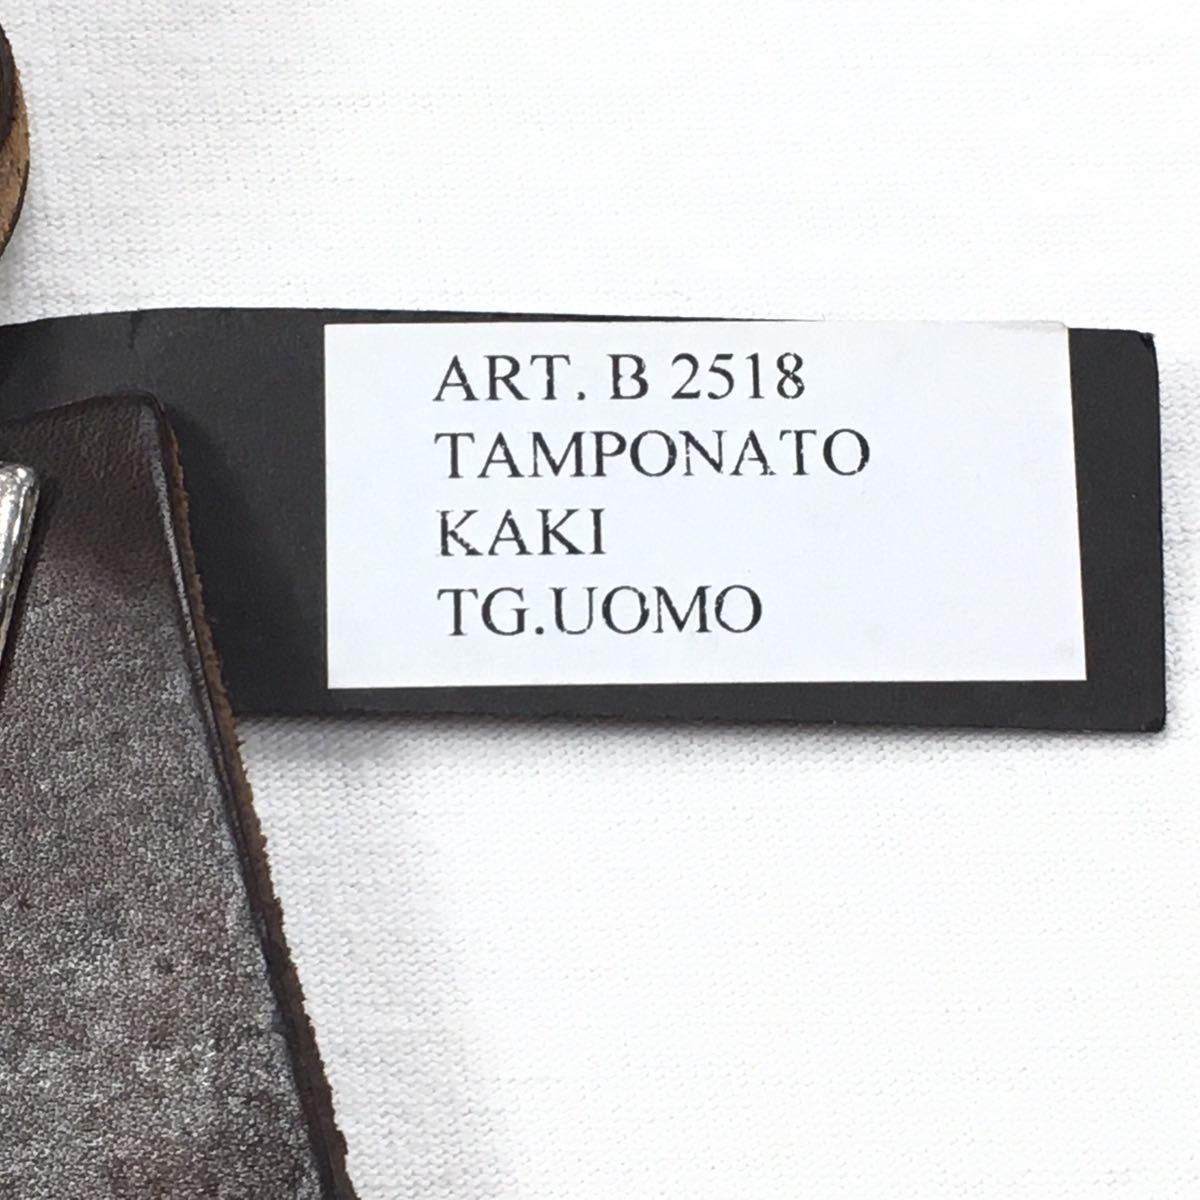 ART. B 2518
TAMPONATO
KAKI
TG.UOMO